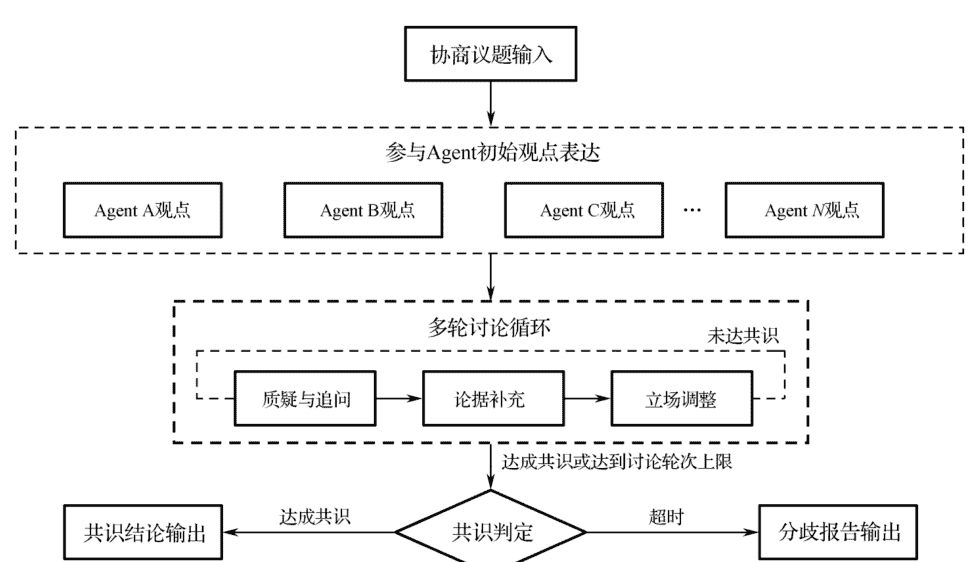 协商议题输入
参与Agent初始观点表达
Agent A观点
Agent B观点
Agent C观点
…
Agent N观点
多轮讨论循环
未达共识
质疑与追问
论据补充
立场调整
达成共识或达到讨论轮次上限
共识结论输出
达成共识
共识判定
超时
分歧报告输出